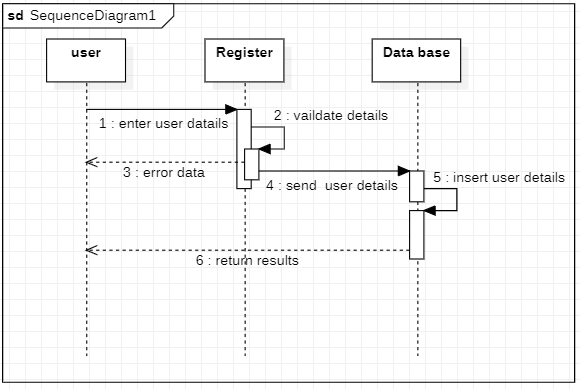 sd SequenceDiagram1
user
Register
Data base
1 : enter user datails
2 : vaildate details
3 : error data
4 : send  user details
5 : insert user details
6 : return results